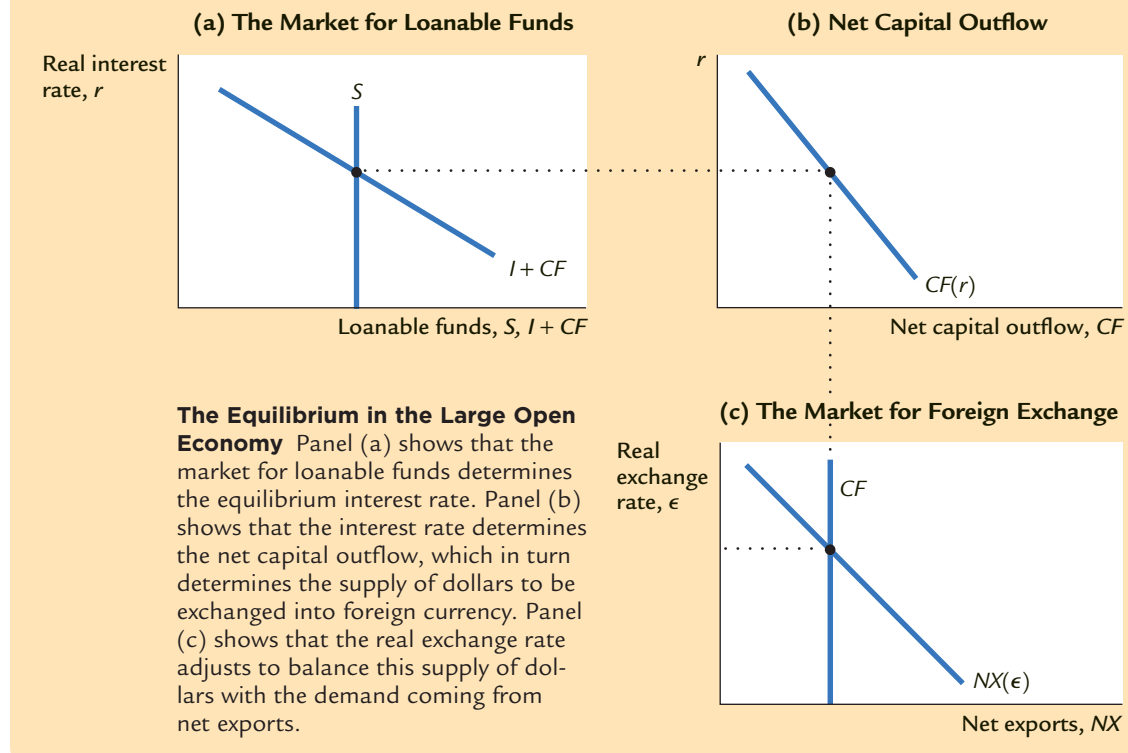 (a) The Market for Loanable Funds
Real interest
rate, r
S
I + CF
Loanable funds, S, I + CF
(b) Net Capital Outflow
r
CF(r)
Net capital outflow, CF
The Equilibrium in the Large Open
Economy Panel (a) shows that the
market for loanable funds determines
the equilibrium interest rate. Panel (b)
shows that the interest rate determines
the net capital outflow, which in turn
determines the supply of dollars to be
exchanged into foreign currency. Panel
(c) shows that the real exchange rate
adjusts to balance this supply of dol-
lars with the demand coming from
net exports.
(c) The Market for Foreign Exchange
Real
exchange
rate, ϵ
CF
NX(ϵ)
Net exports, NX